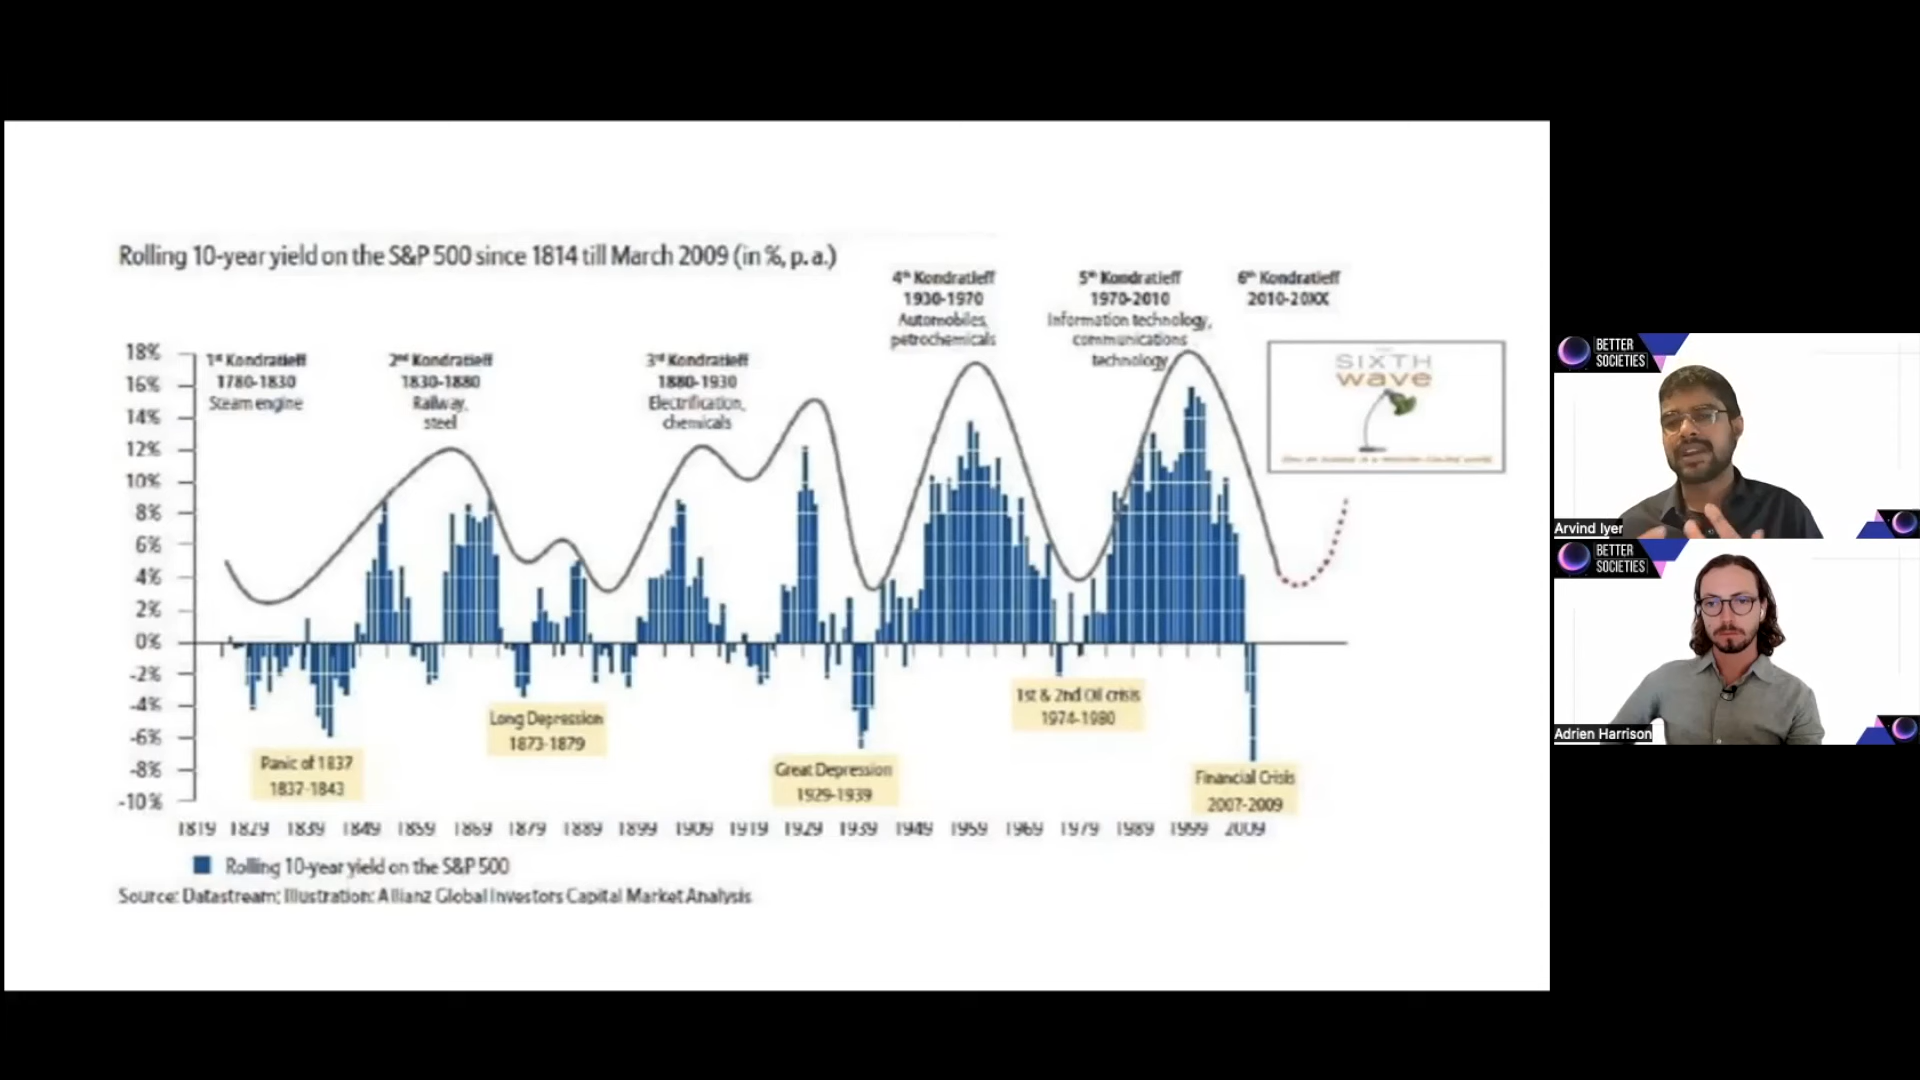 Rolling 10-year yield on the S&P 500 since 1814 till March 2009 (in %, p. a.)
1st Kondratieff
1780-1830
Steam engine
2nd Kondratieff
1830-1880
Railway,
steel
3rd Kondratieff
1880-1930
Electrification,
chemicals
4th Kondratieff
1930-1970
Automobiles,
petrochemicals
5th Kondratieff
1970-2010
Information technology,
communications
technology
6th Kondratieff
2010-20XX
SIXTH
wave
18%
16%
14%
12%
10%
8%
6%
4%
2%
0%
-2%
-4%
-6%
-8%
-10%
Panic of 1837
1837-1843
Long Depression
1873-1879
Great Depression
1929-1939
1st & 2nd Oil crisis
1974-1980
Financial Crisis
2007-2009
1819 1829 1839 1849 1859 1869 1879 1889 1899 1909 1919 1929 1939 1949 1959 1969 1979 1989 1999 2009
Rolling 10-year yield on the S&P 500
Source: Datastream; Illustration: Allianz Global Investors Capital Market Analysis
BETTER
SOCIETIES
Arvind Iyer
BETTER
SOCIETIES
Adrien Harrison